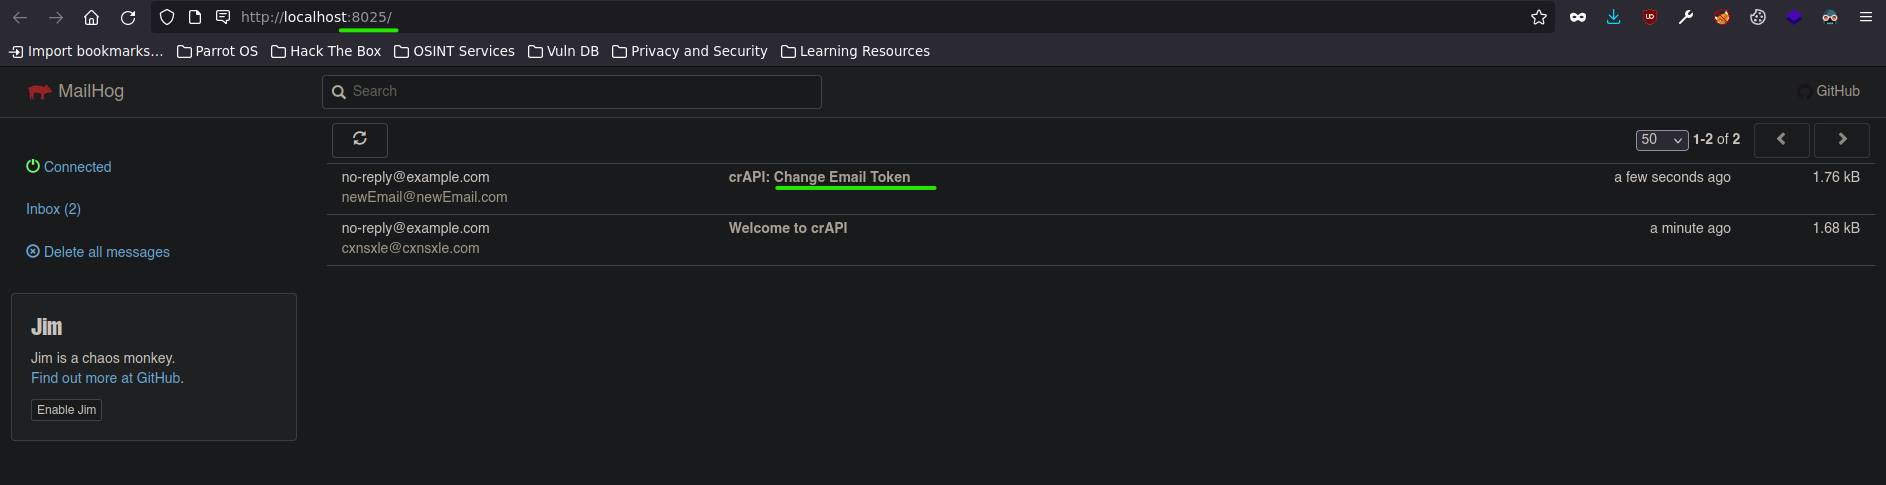 http://localhost:8025/
Import bookmarks... Parrot OS Hack The Box OSINT Services Vuln DB Privacy and Security Learning Resources
MailHog Search GitHub
50 1-2 of 2
Connected
no-reply@example.com crAPI: Change Email Token a few seconds ago 1.76 kB
newEmail@newEmail.com
Inbox (2)
no-reply@example.com Welcome to crAPI a minute ago 1.68 kB
cxnsxle@cxnsxle.com
Delete all messages
Jim
Jim is a chaos monkey.
Find out more at GitHub.
Enable Jim